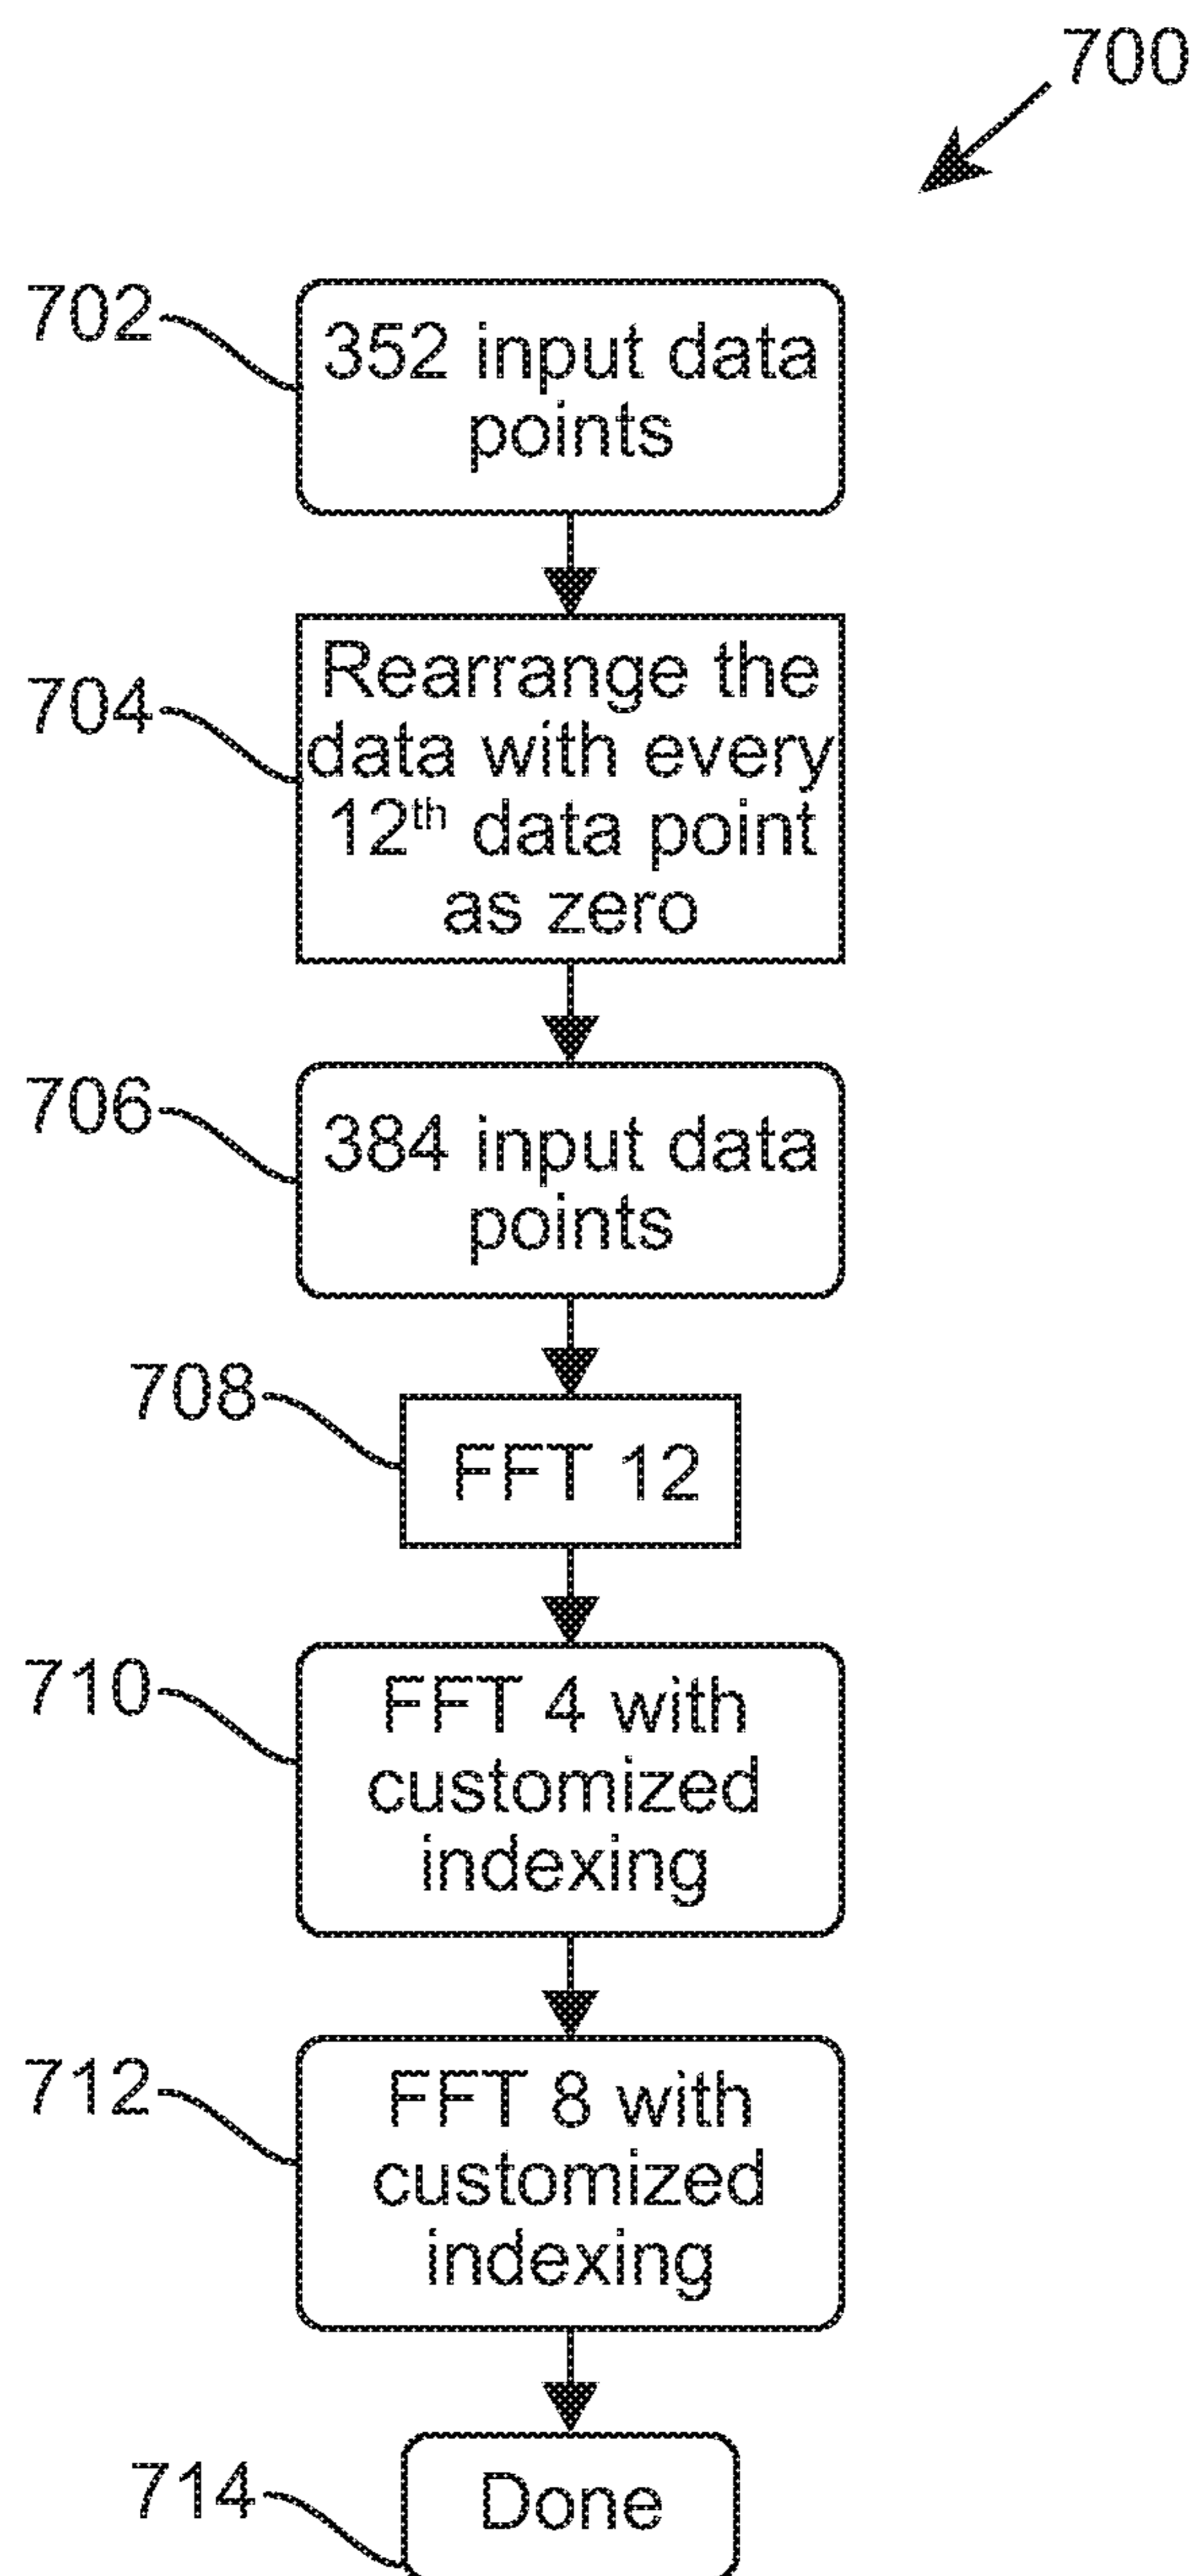 700
702
352 input data
points
704
Rearrange the
data with every
12th data point
as zero
706
384 input data
points
708
FFT 12
710
FFT 4 with
customized
indexing
712
FFT 8 with
customized
indexing
714
Done